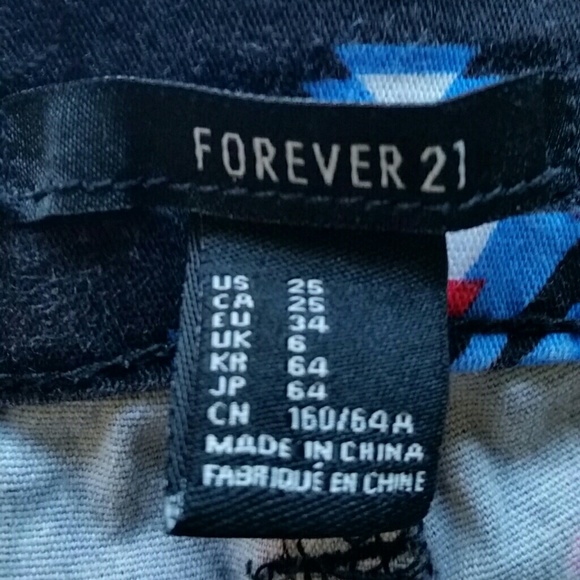 FOREVER 21
US 25
CA 25
EU 34
UK 6
KR 64
JP 64
CN 160/64A
MADE IN CHINA
FABRIQUÉ EN CHINE